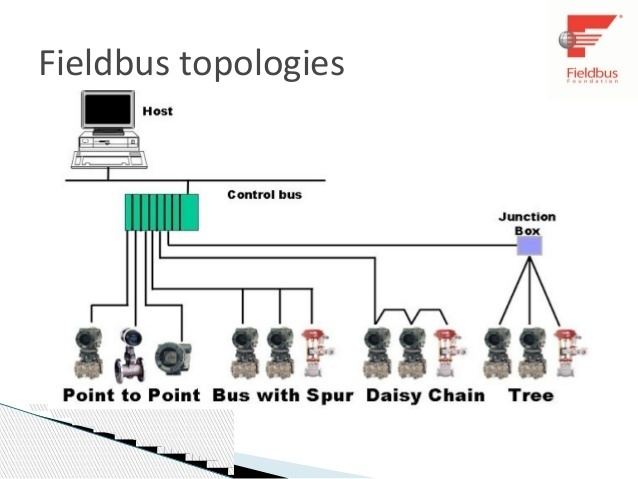 Fieldbus topologies
Fieldbus
Foundation
Host
Control bus
Junction
Box
Point to Point Bus with Spur Daisy Chain Tree